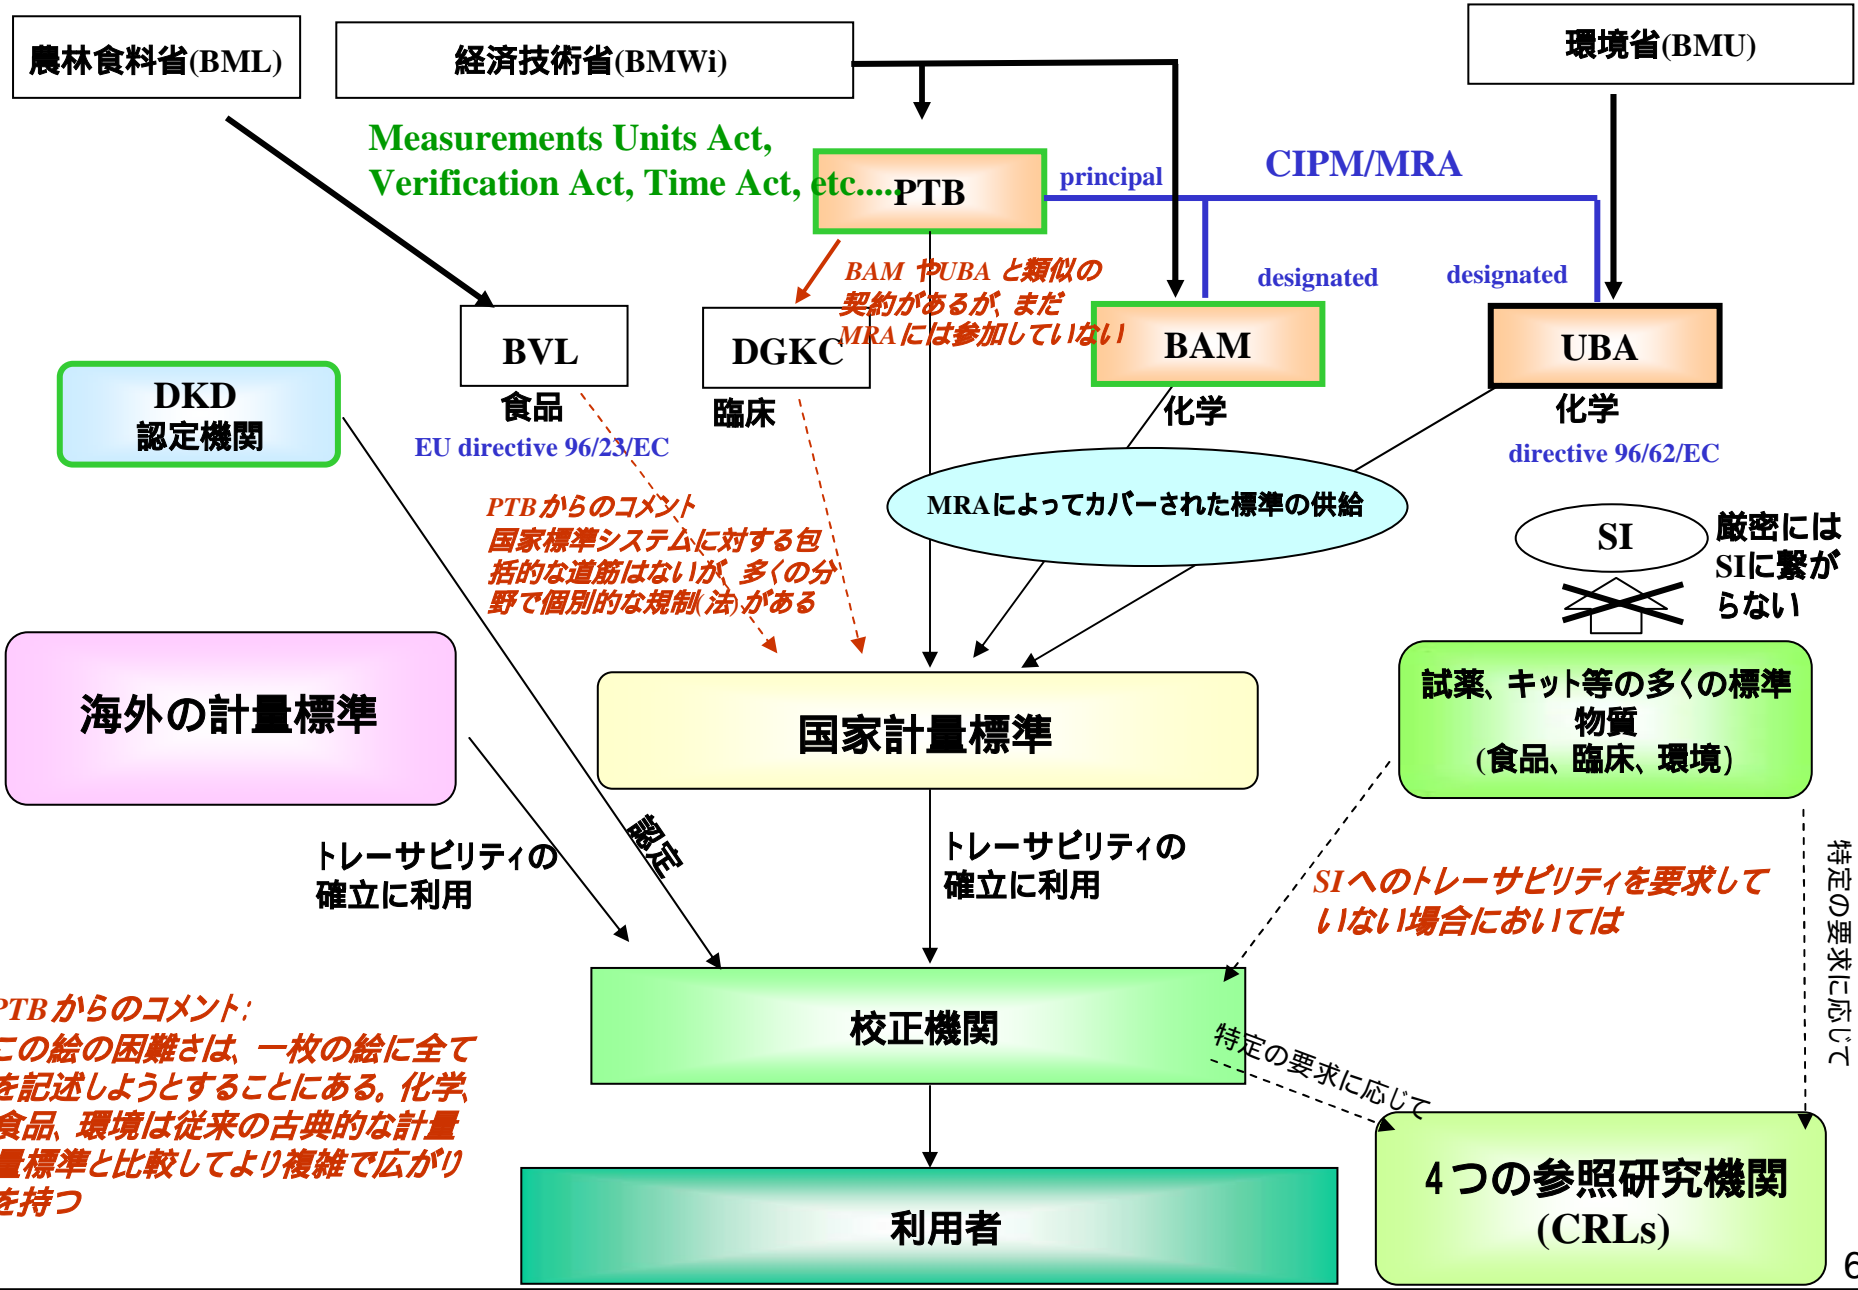 農林食料省(BML)
経済技術省(BMWi)
環境省(BMU)
Measurements Units Act,
Verification Act, Time Act, etc.....
PTB
principal
CIPM/MRA
designated
designated
BAM やUBA と類似の
契約があるが、まだ
MRAには参加していない
BVL
食品
EU directive 96/23/EC
DGKC
臨床
BAM
化学
UBA
化学
directive 96/62/EC
DKD
認定機関
PTBからのコメント
国家標準システムに対する包
括的な道筋はないが、多くの分
野で個別的な規制(法)がある
MRAによってカバーされた標準の供給
SI
厳密には
SIに繋が
らない
海外の計量標準
国家計量標準
試薬、キット等の多くの標準
物質
(食品、臨床、環境)
トレーサビリティの
確立に利用
認定
トレーサビリティの
確立に利用
SIへのトレーサビリティを要求して
いない場合においては
特定の要求に応じて
PTBからのコメント:
この絵の困難さは、一枚の絵に全て
を記述しようとすることにある。化学、
食品、環境は従来の古典的な計量
量標準と比較してより複雑で広がり
を持つ
校正機関
特定の要求に応じて
利用者
4つの参照研究機関
(CRLs)
6